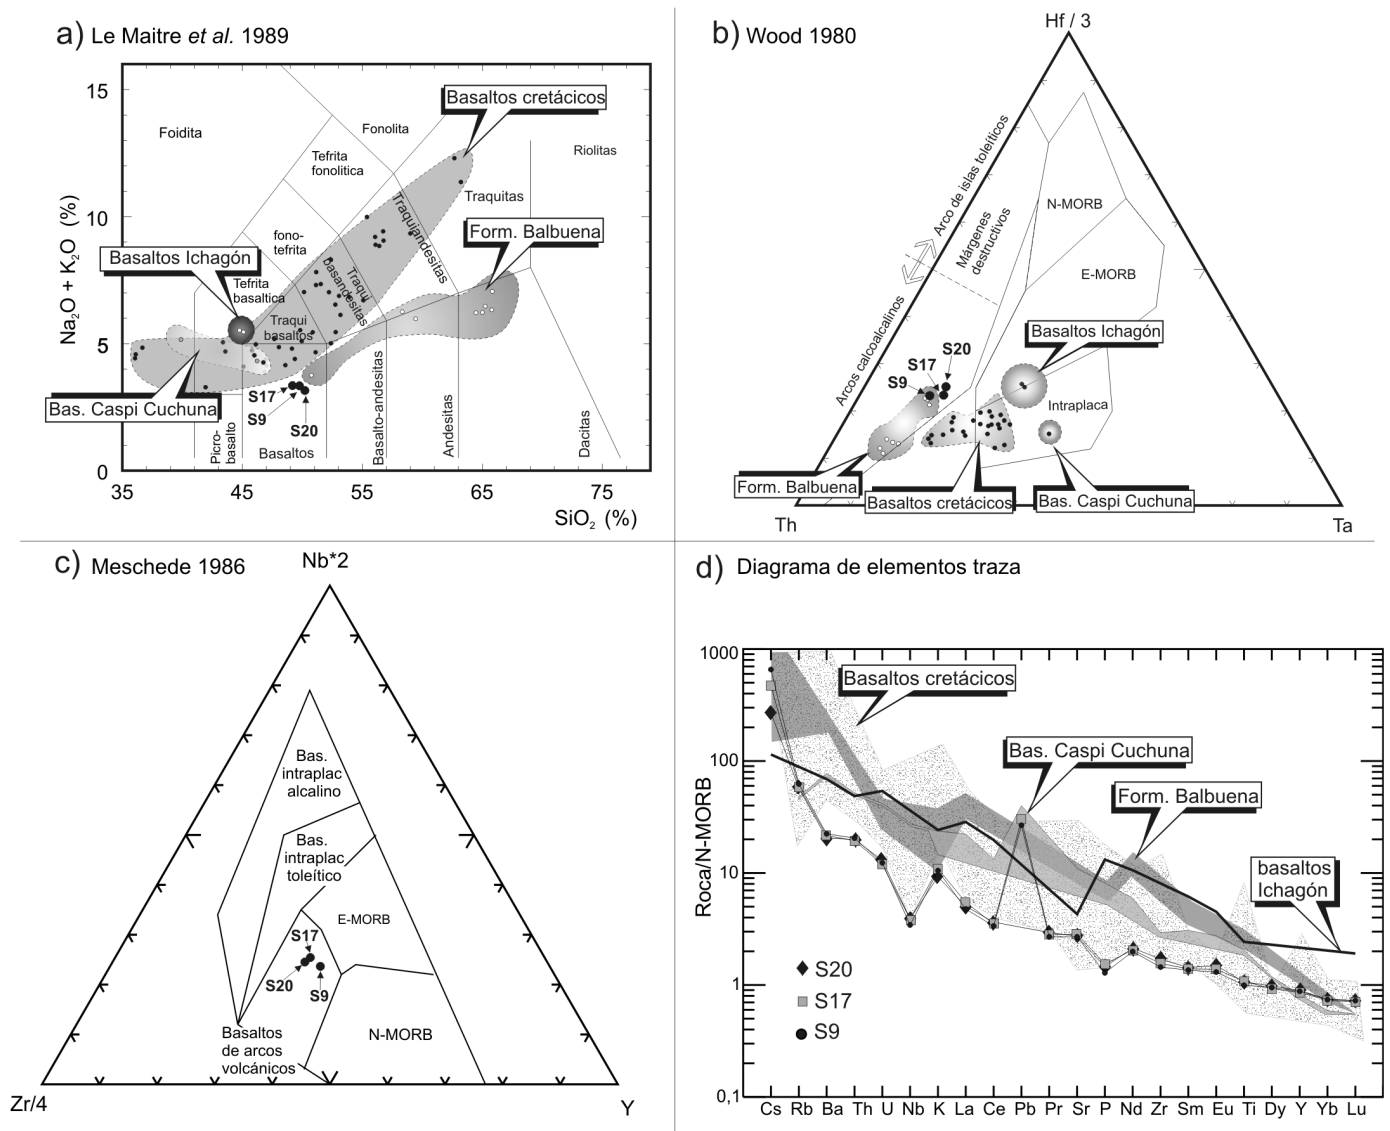 a) Le Maitre et al. 1989
Na2O + K2O (%)
15
10
5
0
35
45
55
65
75
SiO2 (%)
Basaltos cretácicos
Foidita
Fonolita
Tefrita
fonolitica
Riolitas
Traquitas
Traquiandesitas
Form. Balbuena
fono-
tefrita
Basaltos Ichagón
Tefrita
basaltica
Traqui
basandesitas
Traqui
basaltos
Bas. Caspi Cuchuna
S17
S9
S20
Picro-
basalto
Basaltos
Basalto-andesitas
Andesitas
Dacitas
b) Wood 1980
Hf / 3
Arco de islas toleíticos
Márgenes
destructivos
N-MORB
E-MORB
Arcos calcoalcalinos
Basaltos Ichagón
S20
S17
S9
Intraplaca
Form. Balbuena
Basaltos cretácicos
Bas. Caspi Cuchuna
Th
Ta
c) Meschede 1986
Nb*2
Bas.
intraplac
alcalino
Bas.
intraplac
toleítico
E-MORB
S17
S20
S9
Basaltos
de arcos
volcánicos
N-MORB
Zr/4
Y
d) Diagrama de elementos traza
Roca/N-MORB
1000
100
10
1
0,1
Basaltos cretácicos
Bas. Caspi Cuchuna
Form. Balbuena
basaltos
Ichagón
S20
S17
S9
Cs Rb Ba Th U Nb K La Ce Pb Pr Sr P Nd Zr Sm Eu Ti Dy Y Yb Lu